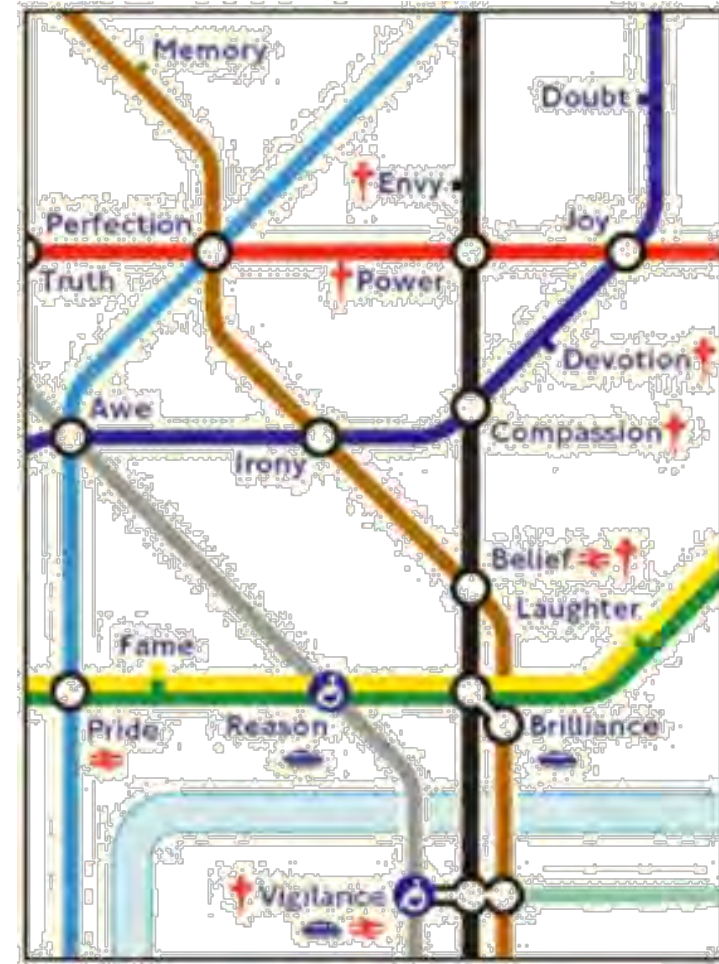 Memory
Doubt
Envy
Perfection
Joy
Truth
Power
Devotion
Awe
Compassion
Irony
Belief
Laughter
Fame
Pride
Reason
Brilliance
Vigilance